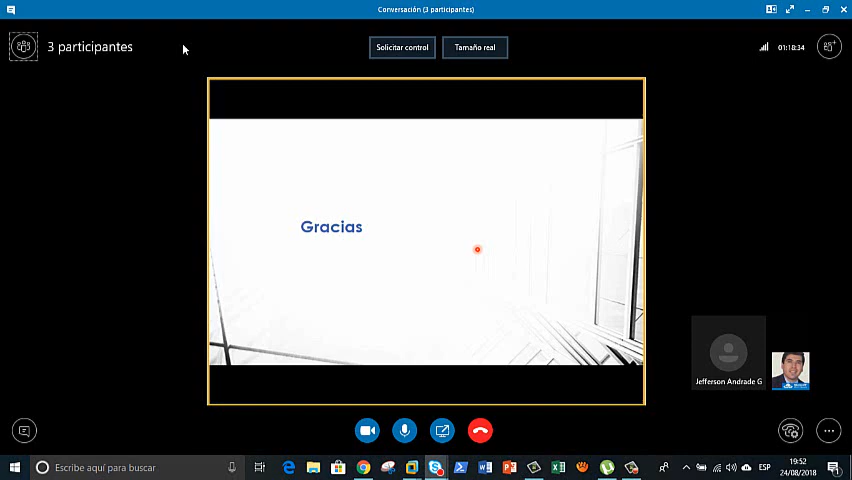 Conversación (3 participantes)
3 participantes
Solicitar control
Tamaño real
01:18:34
Gracias
Jefferson Andrade G
Escribe aquí para buscar
ESP
19:52
24/08/2018